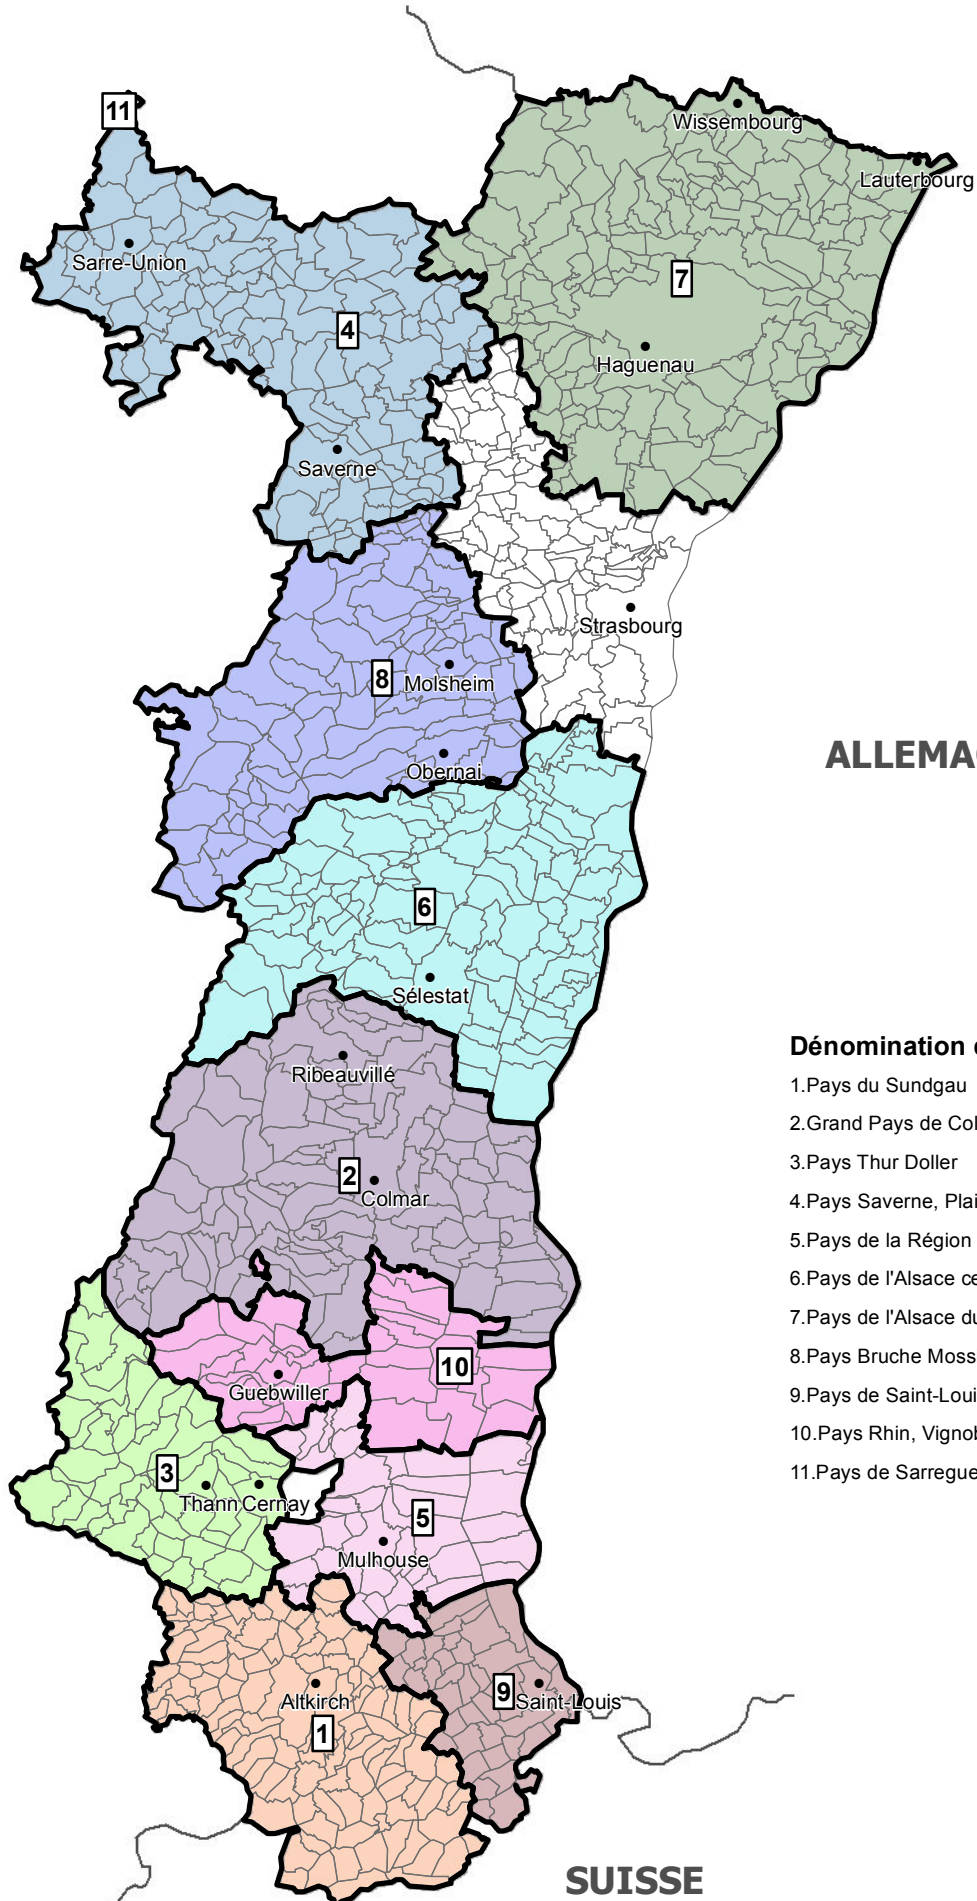 11
Wissembourg
Lauterbourg
Sarre-Union
7
4
Haguenau
Saverne
Strasbourg
8
Molsheim
Obernai
ALLEMA
6
Sélestat
Dénomination
Ribeauvillé
1.Pays du Sundgau
2.Grand Pays de Col
3.Pays Thur Doller
2
Colmar
4.Pays Saverne, Plai
5.Pays de la Région
6.Pays de l'Alsace ce
7.Pays de l'Alsace du
8.Pays Bruche Moss
10
Guebwiller
9.Pays de Saint-Loui
10.Pays Rhin, Vignob
11.Pays de Sarregue
3
Thann
Cernay
5
Mulhouse
9
Saint-Louis
Altkirch
1
SUISSE